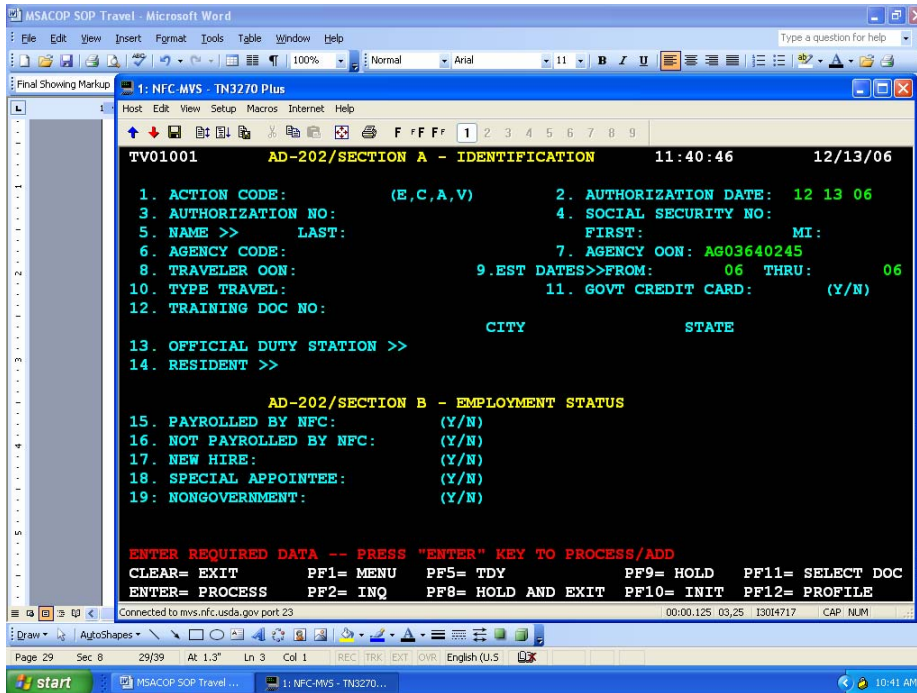 MSACOP SOP Travel - Microsoft Word
File Edit View Insert Format Tools Table Window Help Type a question for help
100% Normal Arial 11 B I U
Final Showing Markup
1: NFC-MVS - TN3270 Plus
Host Edit View Setup Macros Internet Help
1 2 3 4 5 6 7 8 9
TV01001 AD-202/SECTION A - IDENTIFICATION 11:40:46 12/13/06
1. ACTION CODE: (E,C,A,V) 2. AUTHORIZATION DATE: 12 13 06
3. AUTHORIZATION NO: 4. SOCIAL SECURITY NO:
5. NAME >> LAST: FIRST: MI:
6. AGENCY CODE: 7. AGENCY OON: AG03640245
8. TRAVELER OON: 9.EST DATES>>FROM: 06 THRU: 06
10. TYPE TRAVEL: 11. GOVT CREDIT CARD: (Y/N)
12. TRAINING DOC NO:
CITY STATE
13. OFFICIAL DUTY STATION >>
14. RESIDENT >>
AD-202/SECTION B - EMPLOYMENT STATUS
15. PAYROLLED BY NFC: (Y/N)
16. NOT PAYROLLED BY NFC: (Y/N)
17. NEW HIRE: (Y/N)
18. SPECIAL APPOINTEE: (Y/N)
19: NONGOVERNMENT: (Y/N)
ENTER REQUIRED DATA -- PRESS "ENTER" KEY TO PROCESS/ADD
CLEAR= EXIT PF1= MENU PF5= TDY PF9= HOLD PF11= SELECT DOC
ENTER= PROCESS PF2= INQ PF8= HOLD AND EXIT PF10= INIT PF12= PROFILE
Connected to mvs.nfc.usda.gov port 23 00:00.125 03,25 I30I4717 CAP NUM
Draw AutoShapes
Page 29 Sec 8 29/39 At 1.3" Ln 3 Col 1 REC TRK EXT OVR English (U.S
start MSACOP SOP Travel ... 1: NFC-MVS - TN3270... 10:41 AM